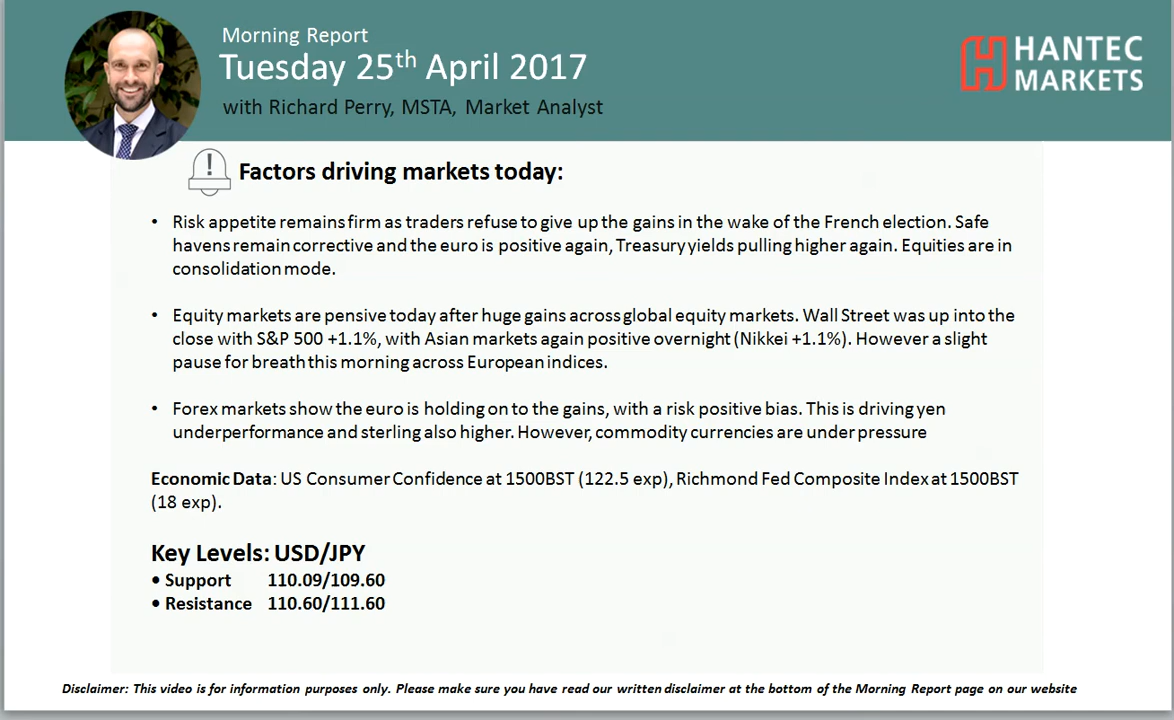 Morning Report
Tuesday 25th April 2017
with Richard Perry, MSTA, Market Analyst
HANTEC
MARKETS
! Factors driving markets today:
• Risk appetite remains firm as traders refuse to give up the gains in the wake of the French election. Safe
havens remain corrective and the euro is positive again, Treasury yields pulling higher again. Equities are in
consolidation mode.
• Equity markets are pensive today after huge gains across global equity markets. Wall Street was up into the
close with S&P 500 +1.1%, with Asian markets again positive overnight (Nikkei +1.1%). However a slight
pause for breath this morning across European indices.
• Forex markets show the euro is holding on to the gains, with a risk positive bias. This is driving yen
underperformance and sterling also higher. However, commodity currencies are under pressure
Economic Data: US Consumer Confidence at 1500BST (122.5 exp), Richmond Fed Composite Index at 1500BST
(18 exp).
Key Levels: USD/JPY
• Support 110.09/109.60
• Resistance 110.60/111.60
Disclaimer: This video is for information purposes only. Please make sure you have read our written disclaimer at the bottom of the Morning Report page on our website